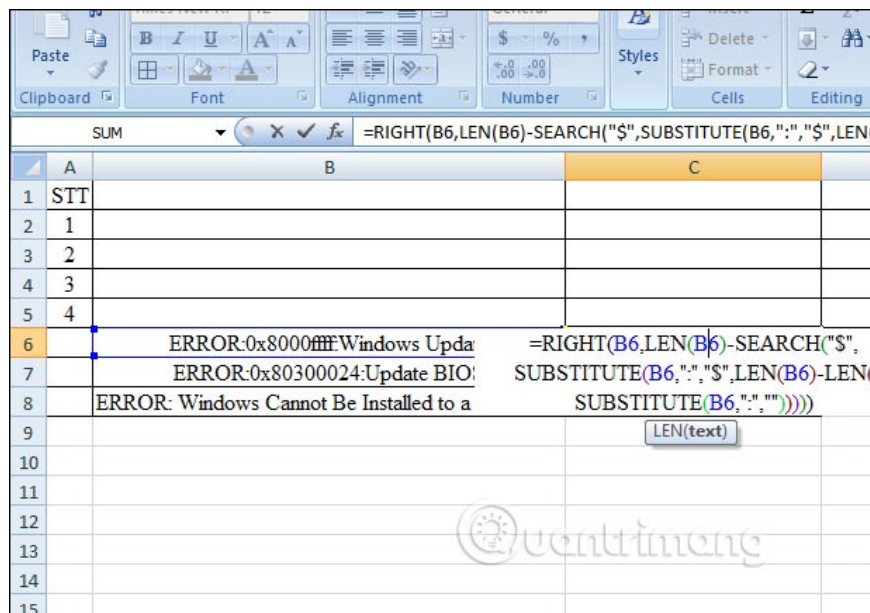 Paste
B I U A A
$ % ,
Styles
Delete
Format
Clipboard Font Alignment Number Cells Editing
SUM fx =RIGHT(B6,LEN(B6)-SEARCH("$",SUBSTITUTE(B6,":","$",LEN(
A B C
1 STT
2 1
3 2
4 3
5 4
6 ERROR:0x8000ffff:Windows Upda =RIGHT(B6,LEN(B6)-SEARCH("$",
7 ERROR:0x80300024:Update BIOS SUBSTITUTE(B6,":","$",LEN(B6)-LEN(
8 ERROR: Windows Cannot Be Installed to a SUBSTITUTE(B6,":","")))))
9 LEN(text)
10
11
12
13
14
15
Quantrimang